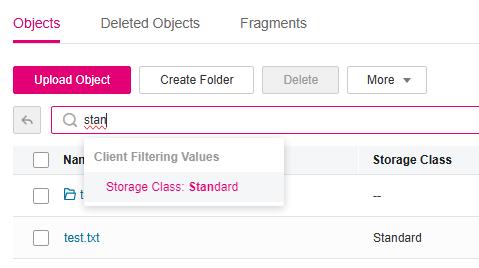 Objects Deleted Objects Fragments
Upload Object Create Folder Delete More
stan
Client Filtering Values
Storage Class: Standard
Storage Class
--
test.txt Standard